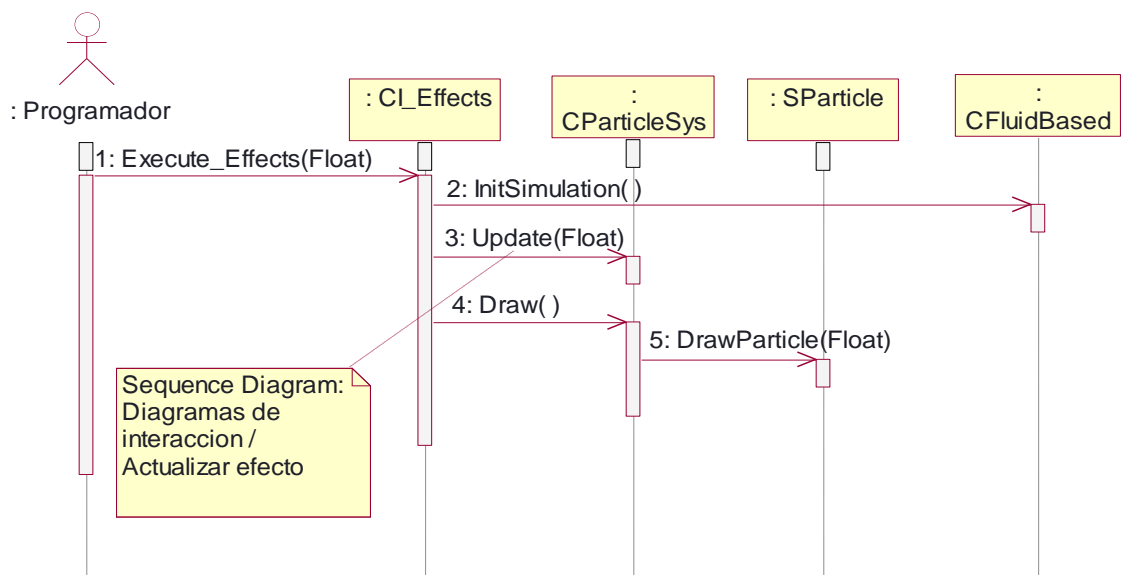 : Programador
: CI_Effects
:
CParticleSys
: SParticle
:
CFluidBased
1: Execute_Effects(Float)
2: InitSimulation( )
3: Update(Float)
4: Draw( )
5: DrawParticle(Float)
Sequence Diagram:
Diagramas de
interaccion /
Actualizar efecto